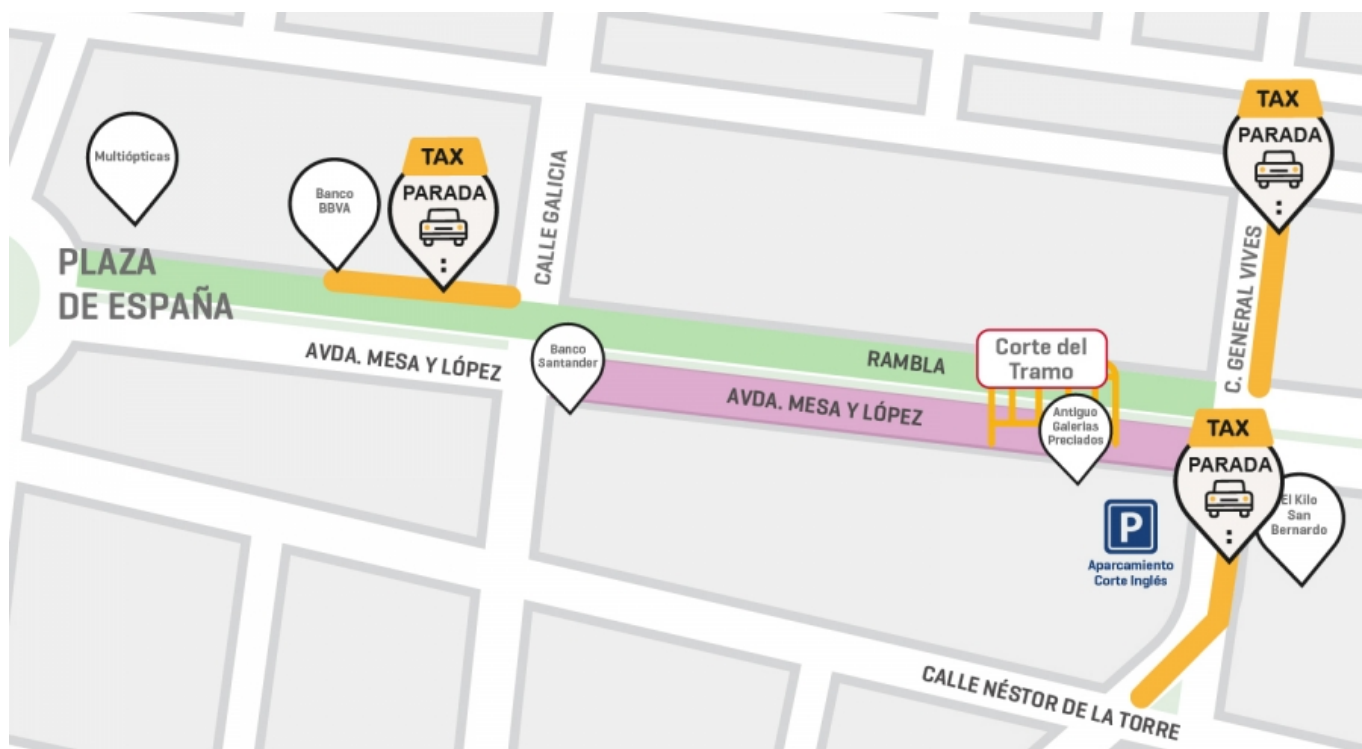 TAX
PARADA
:
TAX
PARADA
:
Multiópticas
Banco
BBVA
CALLE GALICIA
PLAZA
DE ESPAÑA
C. GENERAL VIVES
AVDA. MESA Y LÓPEZ
Banco
Santander
RAMBLA
Corte del
Tramo
AVDA. MESA Y LÓPEZ
Antiguo
Galerias
Preciados
TAX
PARADA
:
El Kilo
San
Bernardo
P
Aparcamiento
Corte Inglés
CALLE NÉSTOR DE LA TORRE